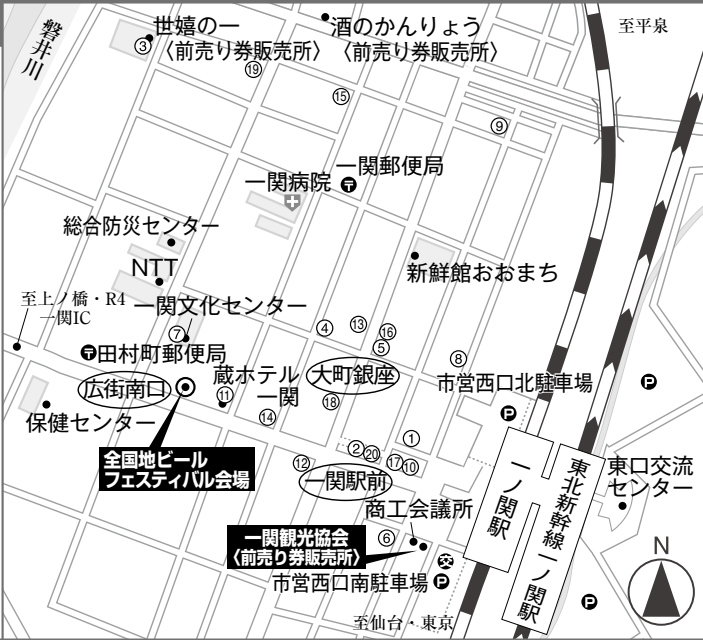 磐井川
世嬉の一
〈前売り券販売所〉
③
⑲
酒のかんりょう
〈前売り券販売所〉
至平泉
⑮
⑨
一関郵便局
〒
一関病院
総合防災センター
NTT
新鮮館おおまち
至上ノ橋・R4
一関IC
一関文化センター
⑦
④
⑬
⑯
⑤
⑧
〒田村町郵便局
広街南口
蔵ホテル
一関
⑪
大町銀座
市営西口北駐車場
P
P
保健センター
⑭
⑱
全国地ビール
フェスティバル会場
⑫
②
⑳
①
⑰
⑩
一関駅前
一ノ関駅
東北新幹線一ノ関駅
東口交流
センター
商工会議所
一関観光協会
〈前売り券販売所〉
⑥
交
市営西口南駐車場
P
P
至仙台・東京
N